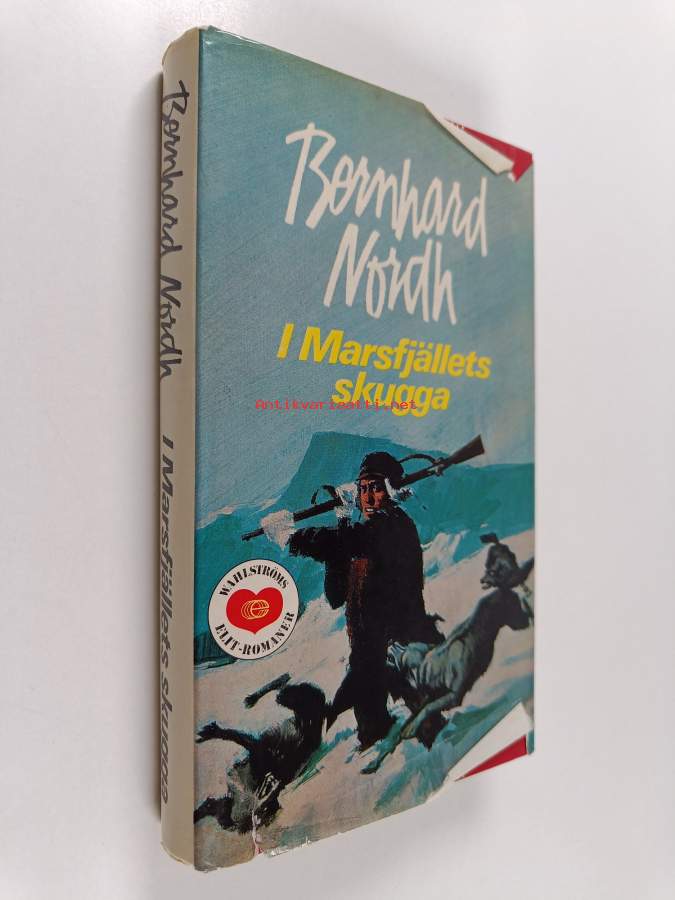 Bernhard
Nordh
I Marsfjällets
skugga
Antikvariaatti.net
WAHLSTRÖMS
ELIT-ROMANER
Bernhard Nordh I Marsfjällets skugga